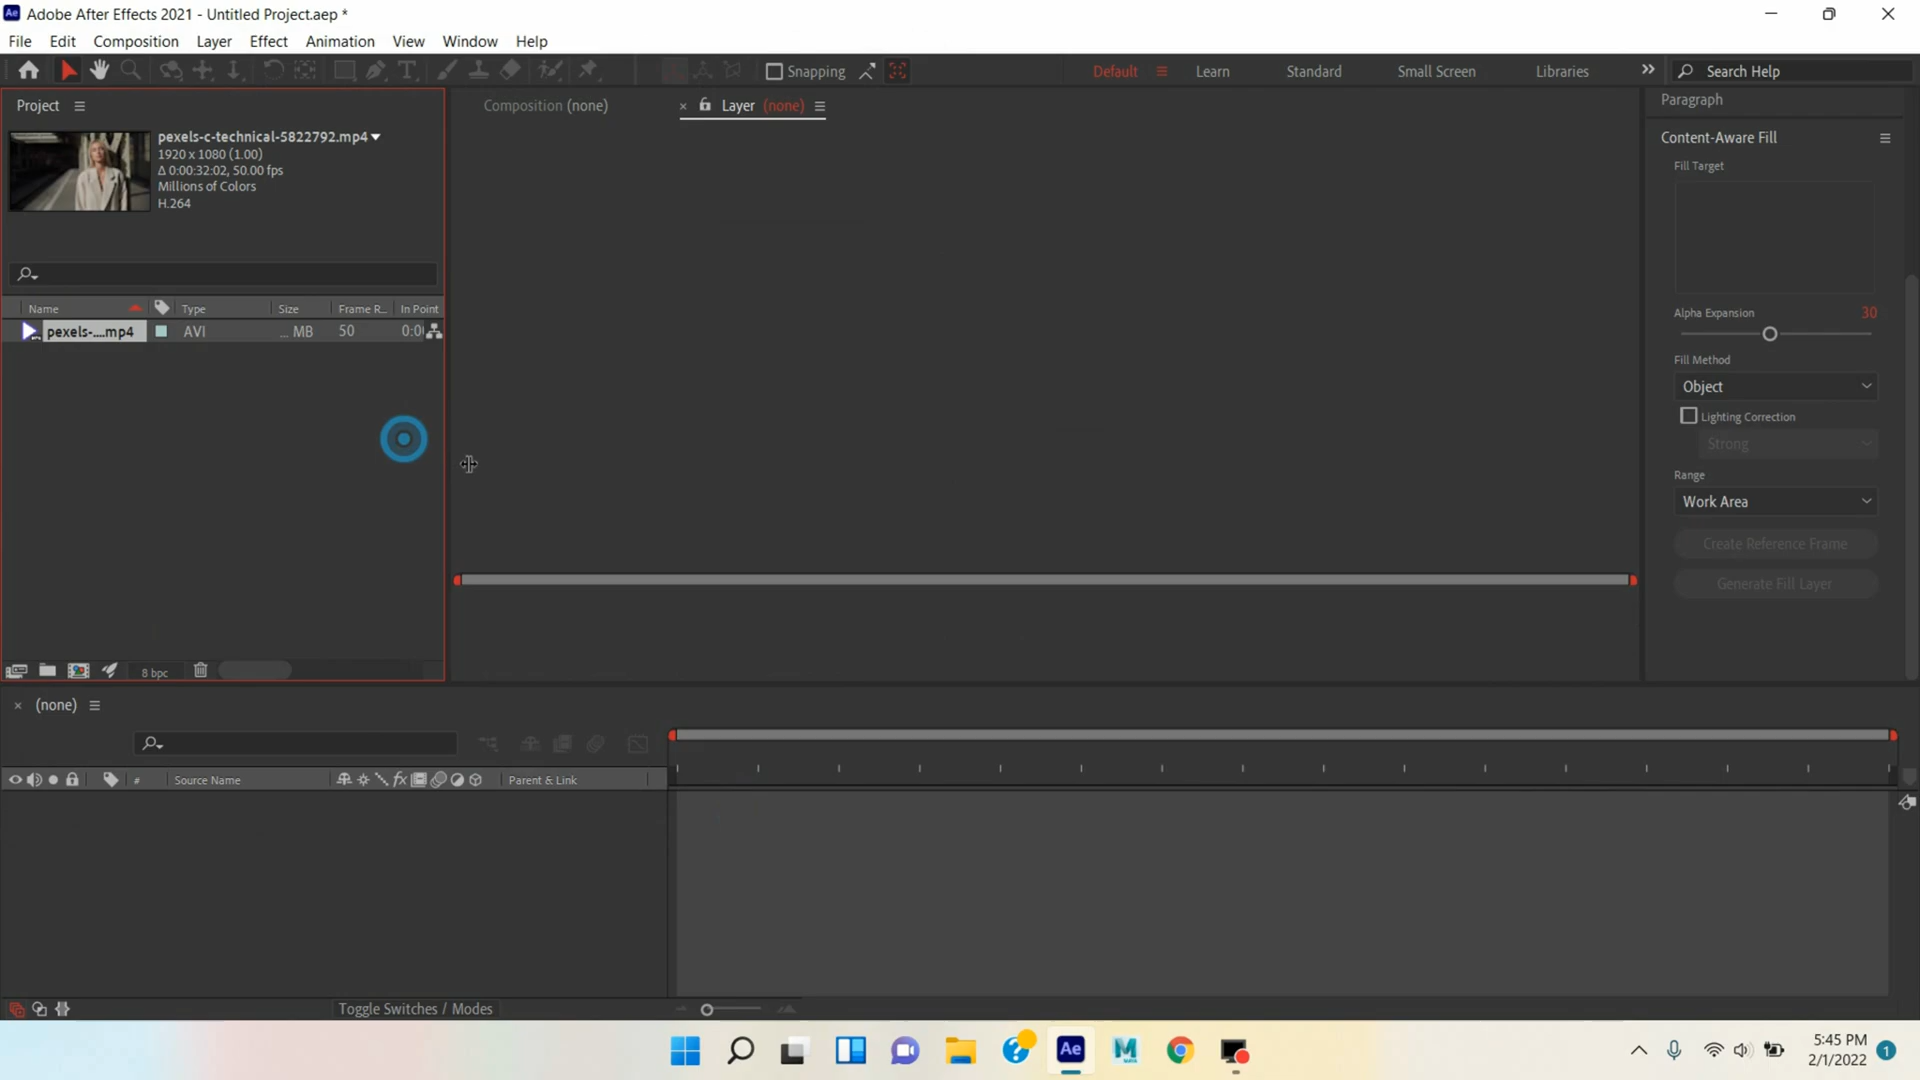 Adobe After Effects 2021 - Untitled Project.aep *
File Edit Composition Layer Effect Animation View Window Help
Snapping Default Learn Standard Small Screen Libraries Search Help
Project
Composition (none)
Layer (none)
Paragraph
pexels-c-technical-5822792.mp4
1920 x 1080 (1.00)
Δ 0:00:32:02, 50.00 fps
Millions of Colors
H.264
Content-Aware Fill
Fill Target
Alpha Expansion 30
Fill Method
Object
Lighting Correction
Strong
Range
Work Area
Create Reference Frame
Generate Fill Layer
Name Type Size Frame R... In Point
pexels-....mp4 AVI ... MB 50 0:0
8 bpc
(none)
# Source Name fx Parent & Link
Toggle Switches / Modes
Ae
5:45 PM
2/1/2022
1